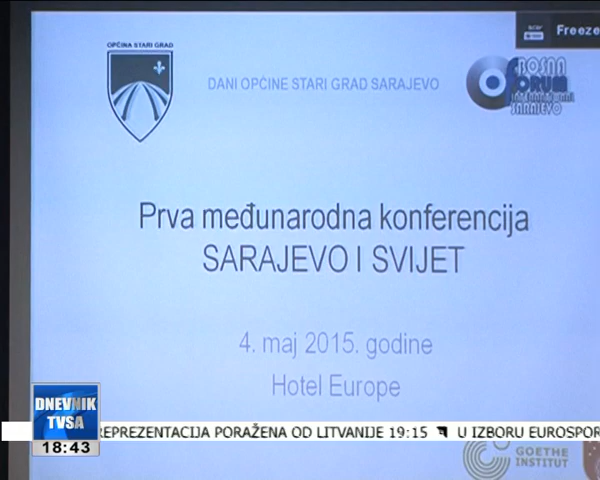 Freeze
OPĆINA STARI GRAD
DANI OPĆINE STARI GRAD SARAJEVO
BOSNA
FORUM
SARAJEVO
Prva međunarodna konferencija
SARAJEVO I SVIJET
4. maj 2015. godine
Hotel Europe
DNEVNIK
TVSA
REPREZENTACIJA PORAŽENA OD LITVANIJE 19:15 U IZBORU EUROSPOR
18:43
GOETHE
INSTITUT